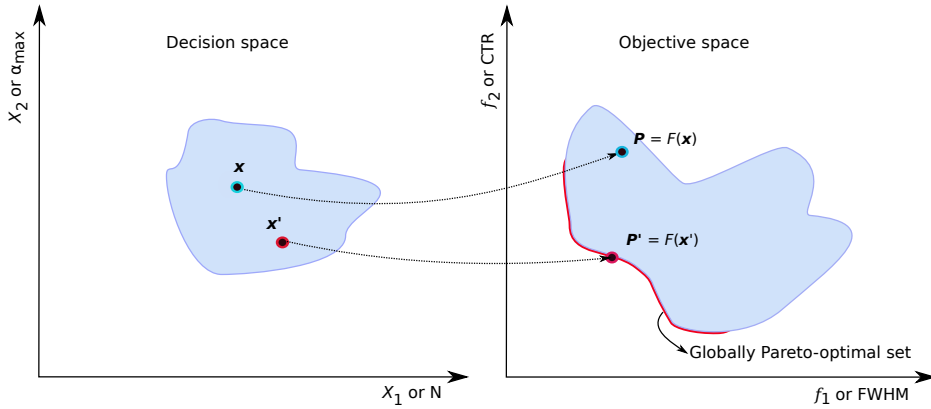 Decision space
X₂ or αmax
x
x'
X₁ or N
Objective space
f₂ or CTR
P = F(x)
P' = F(x')
Globally Pareto-optimal set
f₁ or FWHM